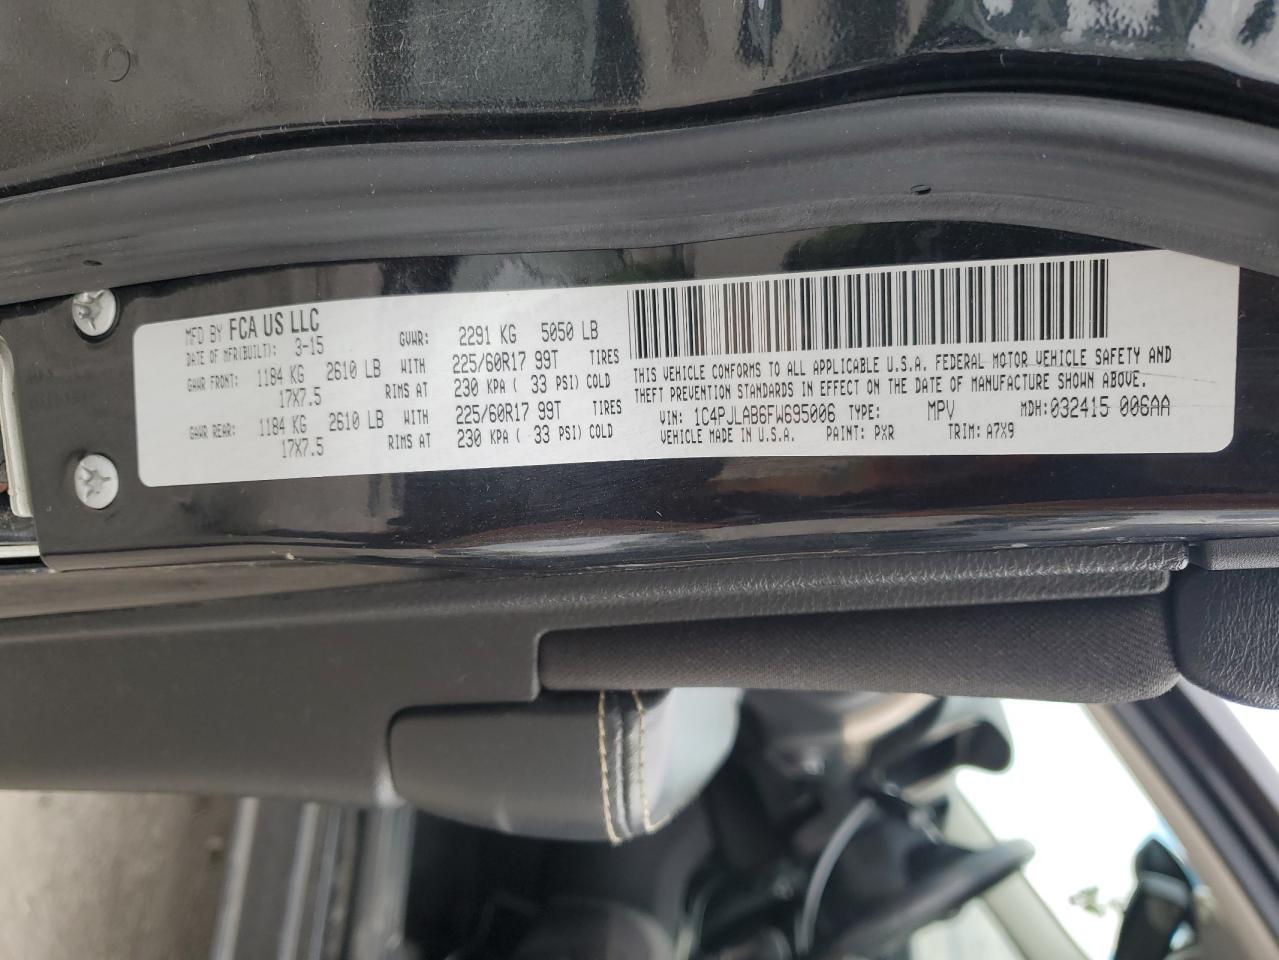 MFD BY FCA US LLC
DATE OF MFR(BUILT): 3-15 GVWR: 2291 KG 5050 LB
GAWR FRONT: 1184 KG 2610 LB WITH 225/60R17 99T TIRES
17X7.5 RIMS AT 230 KPA ( 33 PSI) COLD
GAWR REAR: 1184 KG 2610 LB WITH 225/60R17 99T TIRES
17X7.5 RIMS AT 230 KPA ( 33 PSI) COLD
THIS VEHICLE CONFORMS TO ALL APPLICABLE U.S.A. FEDERAL MOTOR VEHICLE SAFETY AND
THEFT PREVENTION STANDARDS IN EFFECT ON THE DATE OF MANUFACTURE SHOWN ABOVE.
VIN: 1C4PJLAB6FW695006 TYPE: MPV MDH:032415 006AA
VEHICLE MADE IN U.S.A. PAINT: PXR TRIM: A7X9